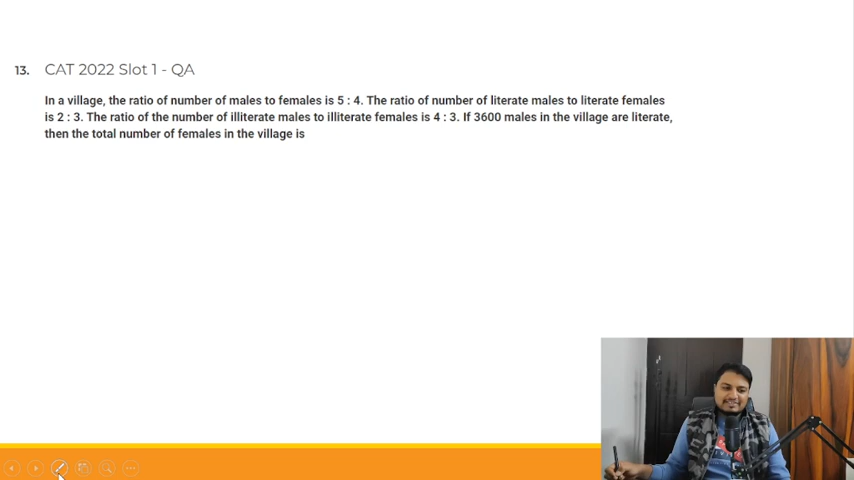 13. CAT 2022 Slot 1 - QA
In a village, the ratio of number of males to females is 5 : 4. The ratio of number of literate males to literate females
is 2 : 3. The ratio of the number of illiterate males to illiterate females is 4 : 3. If 3600 males in the village are literate,
then the total number of females in the village is